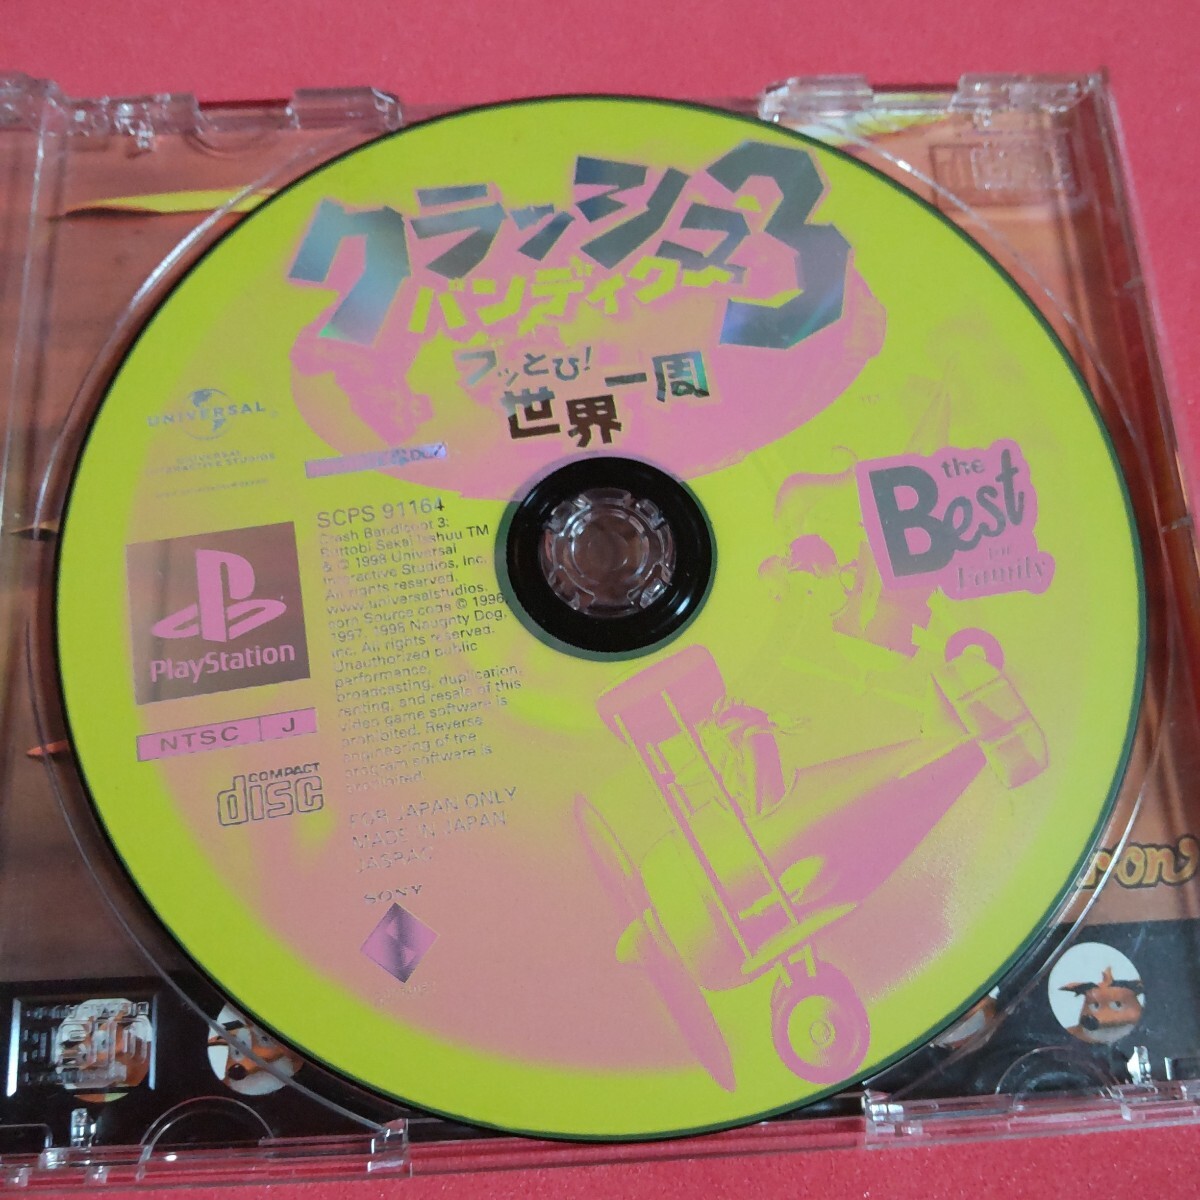 クラッシュ3
バンディクー
ブッとび!
世界一周
UNIVERSAL
UNIVERSAL
INTERACTIVE STUDIOS
the
Best
for
Family
SCPS 91164
Crash Bandicoot 3:
Buttobi Sekai Isshuu TM
& © 1998 Universal
Interactive Studios, Inc.
All rights reserved.
www.universalstudios.
com Source code © 1996,
1997, 1998 Naughty Dog,
Inc. All rights reserved.
Unauthorized public
performance,
broadcasting, duplication,
renting, and resale of this
video game software is
prohibited. Reverse
engineering of the
program software is
prohibited.
PlayStation
NTSC J
COMPACT
disc
FOR JAPAN ONLY
MADE IN JAPAN
JASRAC
SONY
ron